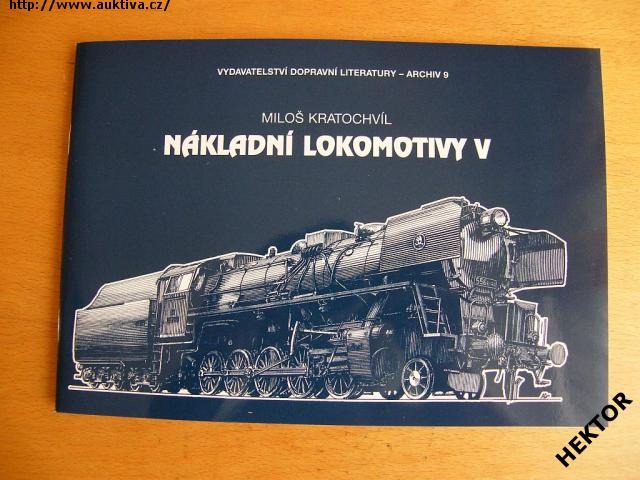 http://www.auktiva.cz/
VYDAVATELSTVÍ DOPRAVNÍ LITERATURY – ARCHIV 9
MILOŠ KRATOCHVÍL
NÁKLADNÍ LOKOMOTIVY V
HEKTOR